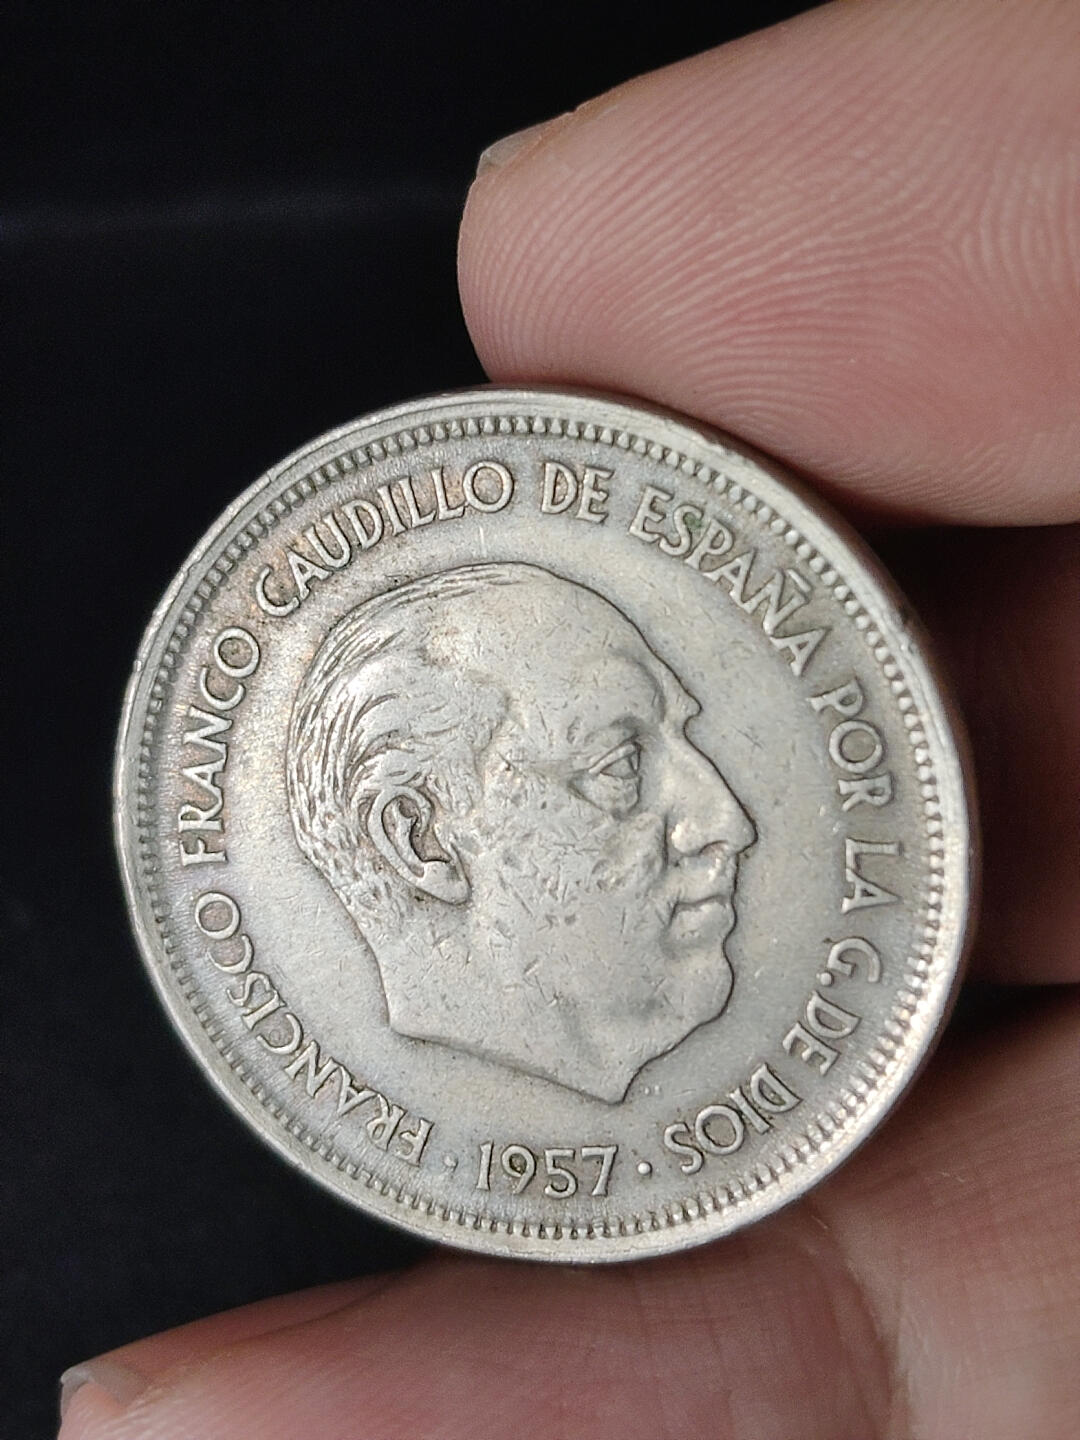 FRANCISCO FRANCO CAUDILLO DE ESPAÑA POR LA G. DE DIOS
· 1957 ·